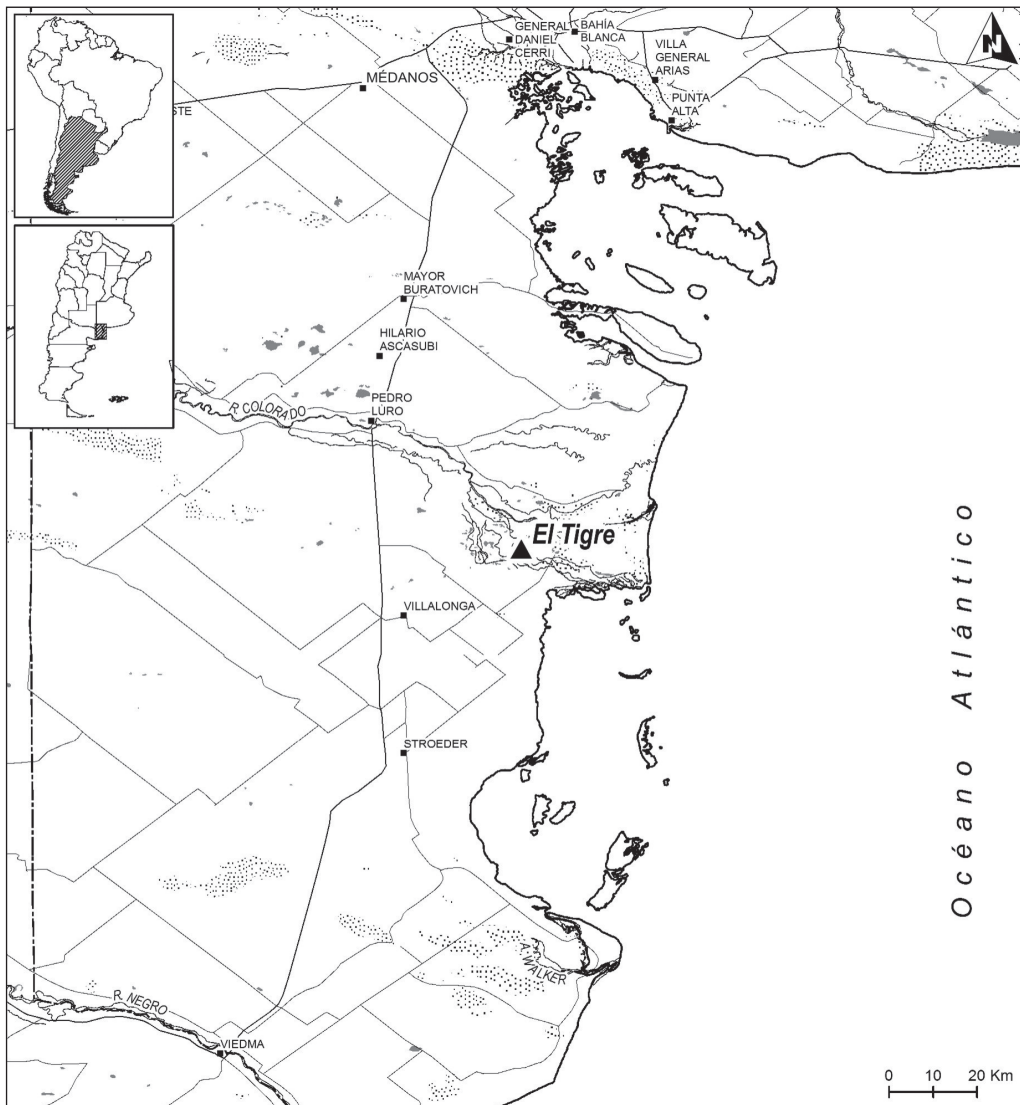 GENERAL
DANIEL
CERRI
BAHÍA
BLANCA
N
VILLA
GENERAL
ARIAS
MÉDANOS
PUNTA
ALTA
STE
MAYOR
BURATOVICH
HILARIO
ASCASUBI
PEDRO
LURO
R. COLORADO
El Tigre
VILLALONGA
STROEDER
Océano Atlántico
A. WALKER
R. NEGRO
VIEDMA
0 10 20 Km